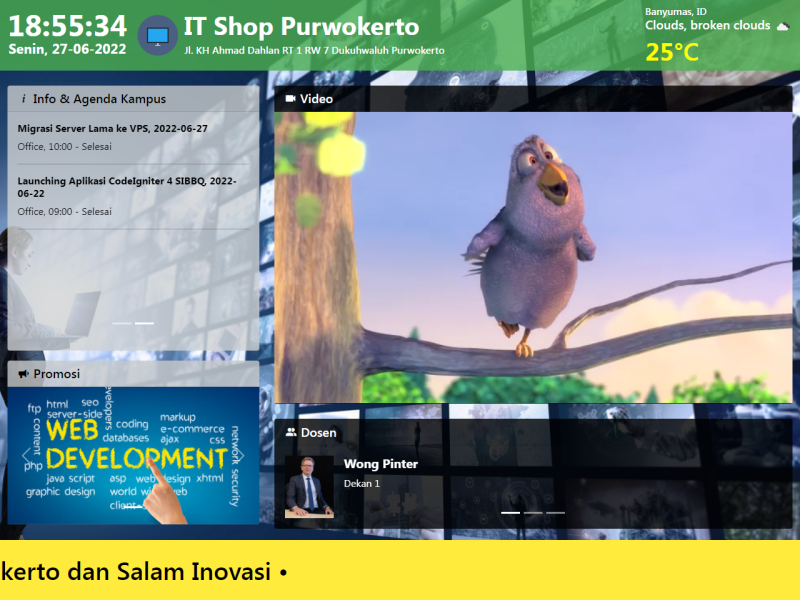 18:55:34
Senin, 27-06-2022
IT Shop Purwokerto
Jl. KH Ahmad Dahlan RT 1 RW 7 Dukuhwaluh Purwokerto
Banyumas, ID
Clouds, broken clouds
25°C
i Info & Agenda Kampus
Migrasi Server Lama ke VPS, 2022-06-27
Office, 10:00 - Selesai
Launching Aplikasi CodeIgniter 4 SIBBQ, 2022-
06-22
Office, 09:00 - Selesai
Video
Promosi
ftp html seo
server-side
developers
content
WEB
coding
markup
databases
e-commerce
ajax
css
php
DEVELOPMENT
network security
java script
asp
web design
xhtml
graphic design
world
web
client-
Dosen
Wong Pinter
Dekan 1
kerto dan Salam Inovasi •